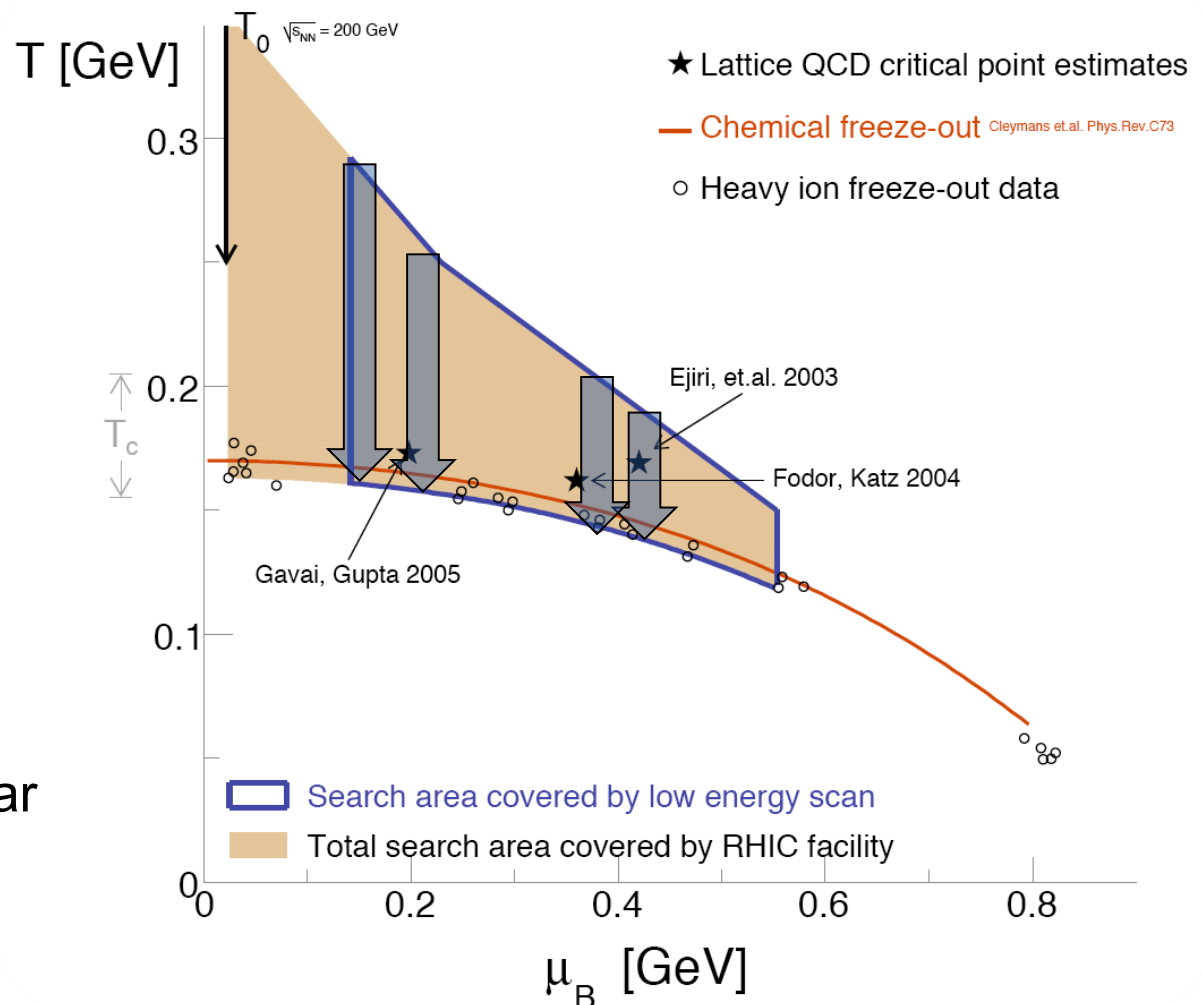 T₀ √s_NN = 200 GeV
T [GeV]
★ Lattice QCD critical point estimates
Chemical freeze-out Cleymans et.al. Phys.Rev.C73
Heavy ion freeze-out data
0.3
0.2
T_c
0.1
0
Ejiri, et.al. 2003
Fodor, Katz 2004
Gavai, Gupta 2005
ar
Search area covered by low energy scan
Total search area covered by RHIC facility
0 0.2 0.4 0.6 0.8
μ_B [GeV]